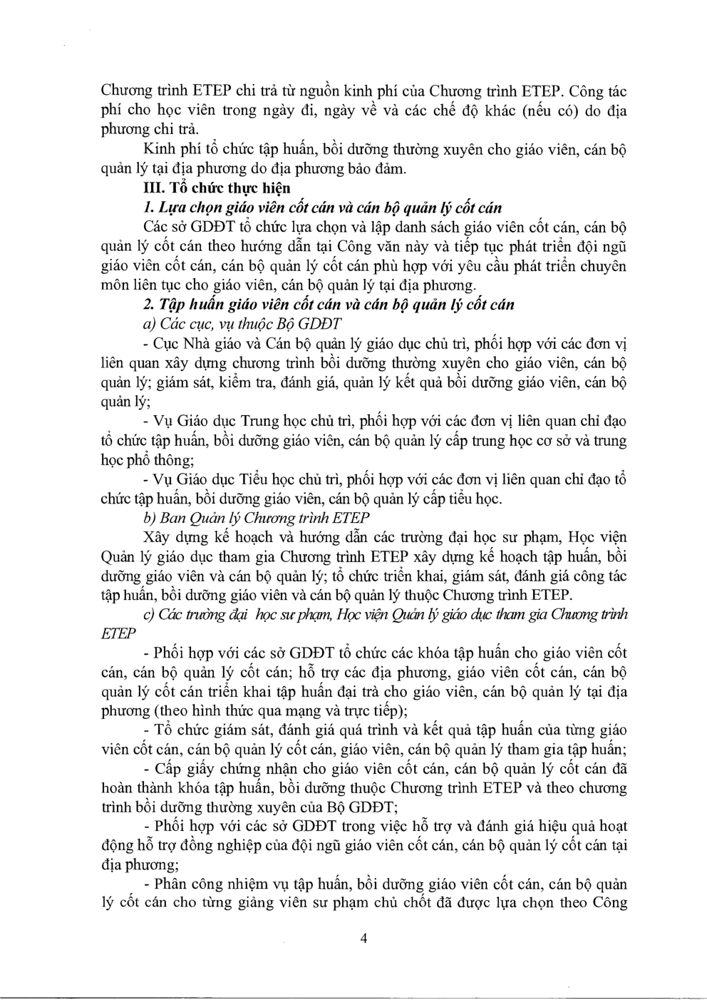 Chương trình ETEP chi trả từ nguồn kinh phí của Chương trình ETEP. Công tác
phí cho học viên trong ngày đi, ngày về và các chế độ khác (nếu có) do địa
phương chi trả.
Kinh phí tổ chức tập huấn, bồi dưỡng thường xuyên cho giáo viên, cán bộ
quản lý tại địa phương do địa phương bảo đảm.
III. Tổ chức thực hiện
1. Lựa chọn giáo viên cốt cán và cán bộ quản lý cốt cán
Các sở GDĐT tổ chức lựa chọn và lập danh sách giáo viên cốt cán, cán bộ
quản lý cốt cán theo hướng dẫn tại Công văn này và tiếp tục phát triển đội ngũ
giáo viên cốt cán, cán bộ quản lý cốt cán phù hợp với yêu cầu phát triển chuyên
môn liên tục cho giáo viên, cán bộ quản lý tại địa phương.
2. Tập huấn giáo viên cốt cán và cán bộ quản lý cốt cán
a) Các cục, vụ thuộc Bộ GDĐT
- Cục Nhà giáo và Cán bộ quản lý giáo dục chủ trì, phối hợp với các đơn vị
liên quan xây dựng chương trình bồi dưỡng thường xuyên cho giáo viên, cán bộ
quản lý; giám sát, kiểm tra, đánh giá, quản lý kết quả bồi dưỡng giáo viên, cán bộ
quản lý;
- Vụ Giáo dục Trung học chủ trì, phối hợp với các đơn vị liên quan chỉ đạo
tổ chức tập huấn, bồi dưỡng giáo viên, cán bộ quản lý cấp trung học cơ sở và trung
học phổ thông;
- Vụ Giáo dục Tiểu học chủ trì, phối hợp với các đơn vị liên quan chỉ đạo tổ
chức tập huấn, bồi dưỡng giáo viên, cán bộ quản lý cấp tiểu học.
b) Ban Quản lý Chương trình ETEP
Xây dựng kế hoạch và hướng dẫn các trường đại học sư phạm, Học viện
Quản lý giáo dục tham gia Chương trình ETEP xây dựng kế hoạch tập huấn, bồi
dưỡng giáo viên và cán bộ quản lý; tổ chức triển khai, giám sát, đánh giá công tác
tập huấn, bồi dưỡng giáo viên và cán bộ quản lý thuộc Chương trình ETEP.
c) Các trường đại học sư phạm, Học viện Quản lý giáo dục tham gia Chương trình
ETEP
- Phối hợp với các sở GDĐT tổ chức các khóa tập huấn cho giáo viên cốt
cán, cán bộ quản lý cốt cán; hỗ trợ các địa phương, giáo viên cốt cán, cán bộ
quản lý cốt cán triển khai tập huấn đại trà cho giáo viên, cán bộ quản lý tại địa
phương (theo hình thức qua mạng và trực tiếp);
- Tổ chức giám sát, đánh giá quá trình và kết quả tập huấn của từng giáo
viên cốt cán, cán bộ quản lý cốt cán, giáo viên, cán bộ quản lý tham gia tập huấn;
- Cấp giấy chứng nhận cho giáo viên cốt cán, cán bộ quản lý cốt cán đã
hoàn thành khóa tập huấn, bồi dưỡng thuộc Chương trình ETEP và theo chương
trình bồi dưỡng thường xuyên của Bộ GDĐT;
- Phối hợp với các sở GDĐT trong việc hỗ trợ và đánh giá hiệu quả hoạt
động hỗ trợ đồng nghiệp của đội ngũ giáo viên cốt cán, cán bộ quản lý cốt cán tại
địa phương;
- Phân công nhiệm vụ tập huấn, bồi dưỡng giáo viên cốt cán, cán bộ quản
lý cốt cán cho từng giảng viên sư phạm chủ chốt đã được lựa chọn theo Công
4